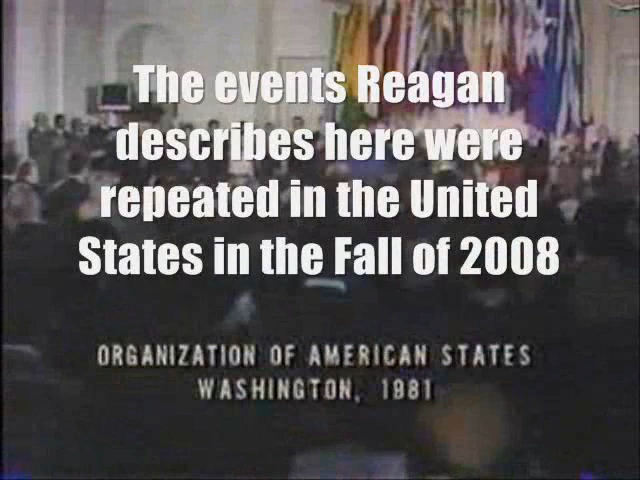 The events Reagan
describes here were
repeated in the United
States in the Fall of 2008
ORGANIZATION OF AMERICAN STATES
WASHINGTON, 1981